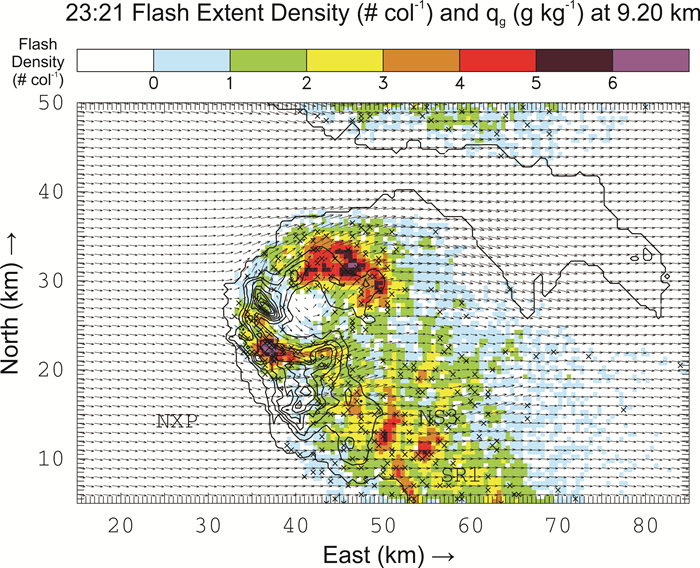 23:21 Flash Extent Density (# col⁻¹) and q_g (g kg⁻¹) at 9.20 km
Flash
Density
(# col⁻¹)
0 1 2 3 4 5 6
50
40
30
20
10
North (km) →
NXP
NS3
SR1
20 30 40 50 60 70 80
East (km) →